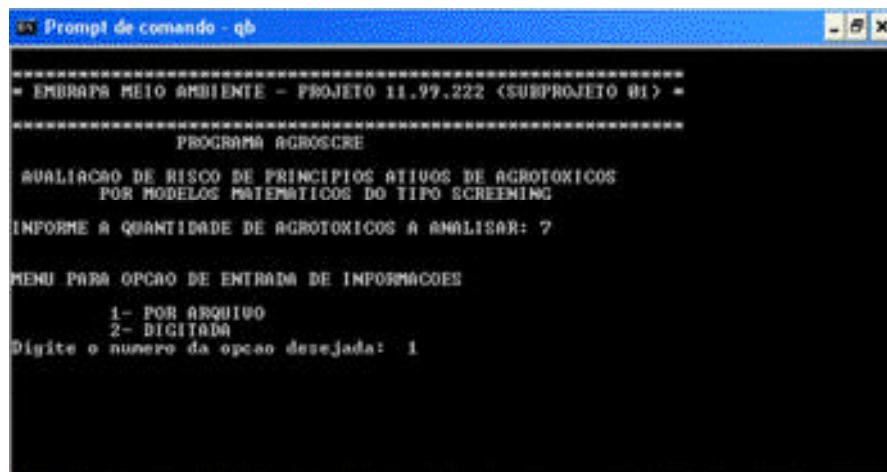 Prompt de comando - qb
****************************************************************
* EMBRAPA MEIO AMBIENTE - PROJETO 11.99.222 (SUBPROJETO 01) *
****************************************************************
PROGRAMA AGROSCRE
AVALIACAO DE RISCO DE PRINCIPIOS ATIVOS DE AGROTOXICOS
POR MODELOS MATEMATICOS DO TIPO SCREENING
INFORME A QUANTIDADE DE AGROTOXICOS A ANALISAR: 7
MENU PARA OPCAO DE ENTRADA DE INFORMACOES
1- POR ARQUIVO
2- DIGITADA
Digite o numero da opcao desejada: 1